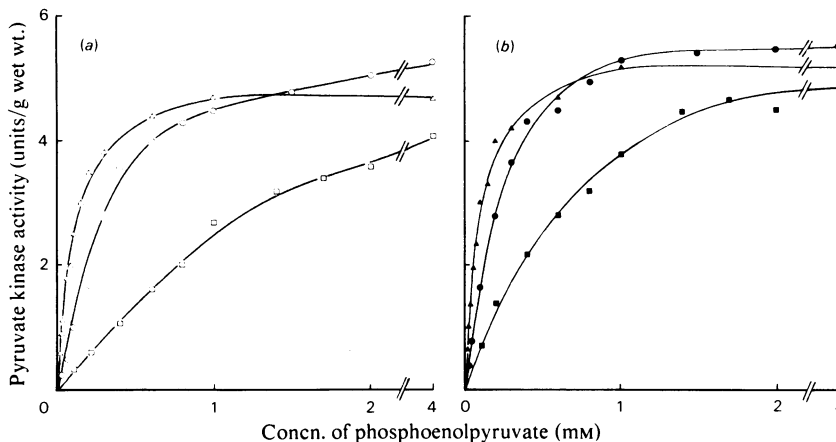 6
(a)
(b)
4
2
0
1
2
4
0
1
2
Pyruvate kinase activity (units/g wet wt.)
Concn. of phosphoenolpyruvate (mM)